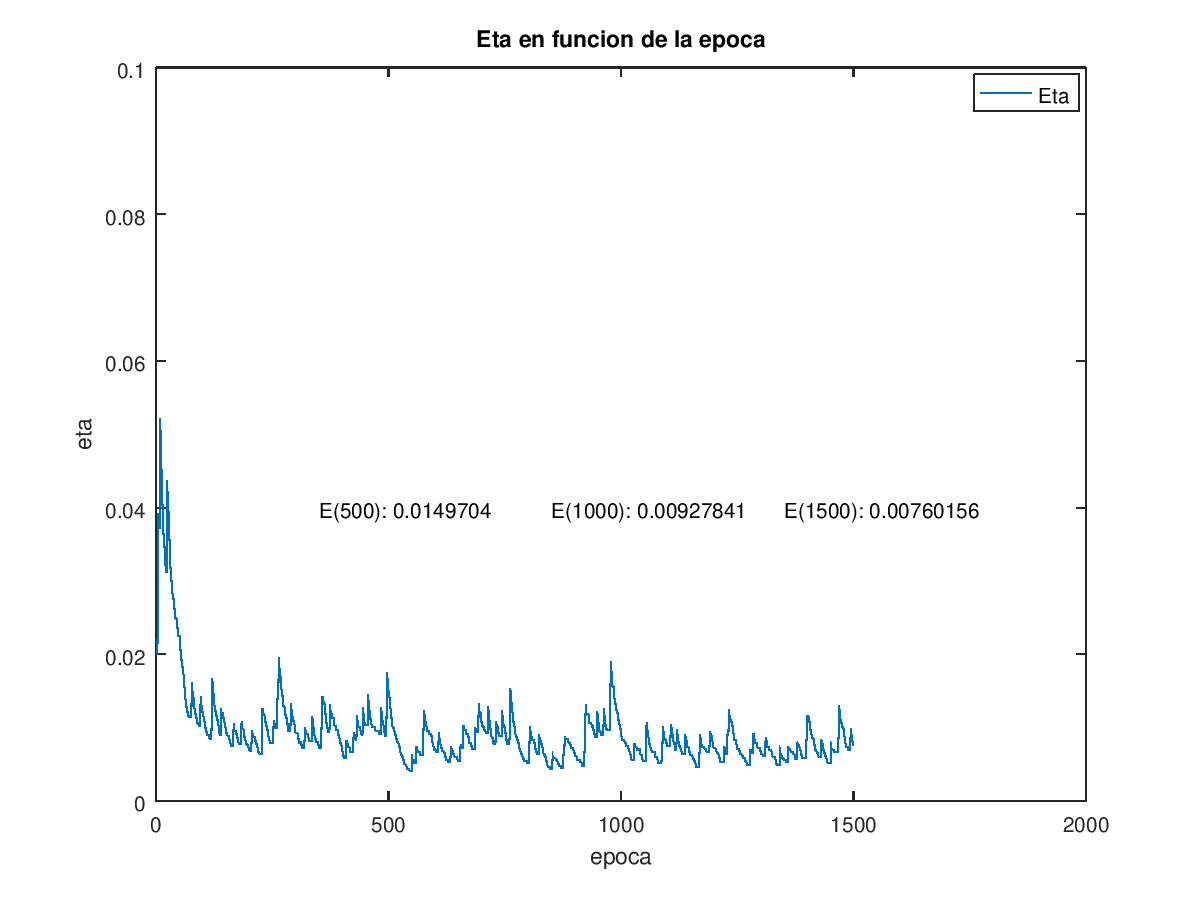 Eta en funcion de la epoca
0.1
Eta
0.08
0.06
eta
0.04
E(500): 0.0149704
E(1000): 0.00927841
E(1500): 0.00760156
0.02
0
0
500
1000
1500
2000
epoca